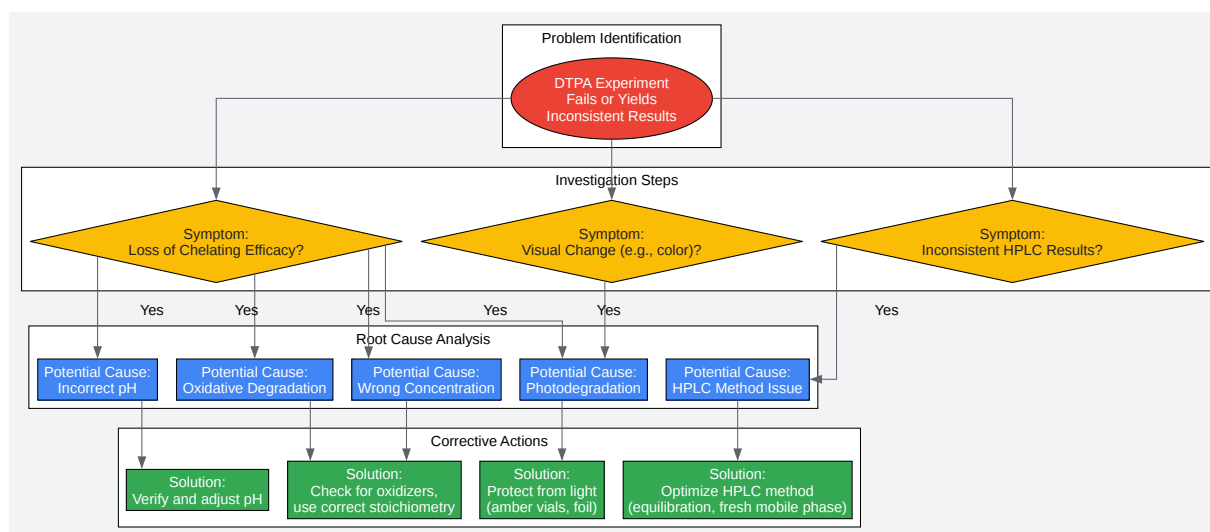 Problem Identification
DTPA Experiment
Fails or Yields
Inconsistent Results
Investigation Steps
Symptom:
Loss of Chelating Efficacy?
Symptom:
Visual Change (e.g., color)?
Symptom:
Inconsistent HPLC Results?
Yes
Yes
Yes
Yes
Yes
Yes
Root Cause Analysis
Potential Cause:
Incorrect pH
Potential Cause:
Oxidative Degradation
Potential Cause:
Wrong Concentration
Potential Cause:
Photodegradation
Potential Cause:
HPLC Method Issue
Corrective Actions
Solution:
Verify and adjust pH
Solution:
Check for oxidizers,
use correct stoichiometry
Solution:
Protect from light
(amber vials, foil)
Solution:
Optimize HPLC method
(equilibration, fresh mobile phase)